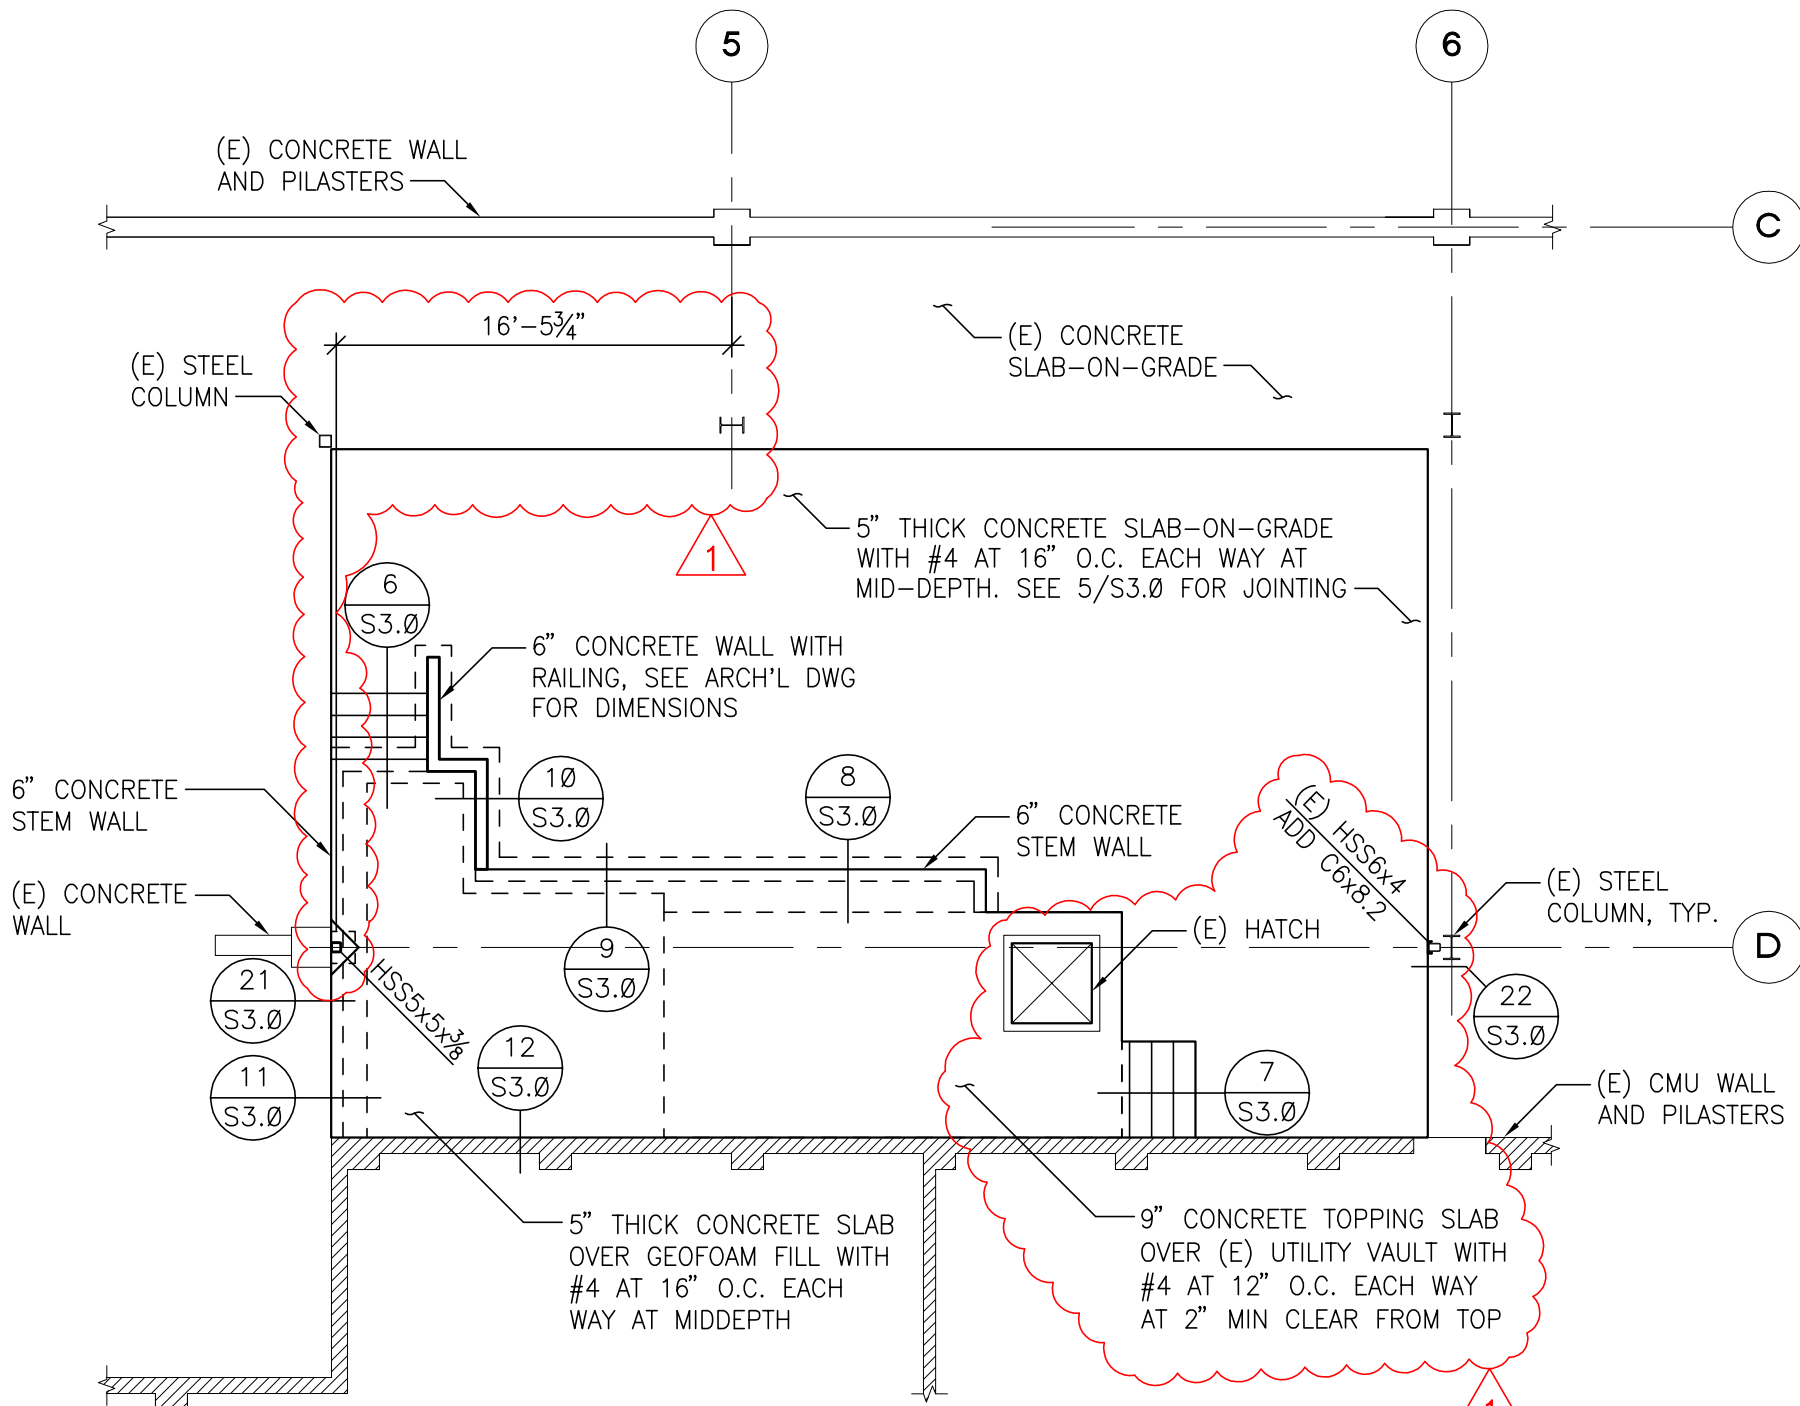 5
6
(E) CONCRETE WALL
AND PILASTERS
C
16'-5¾"
(E) CONCRETE
SLAB-ON-GRADE
(E) STEEL
COLUMN
5" THICK CONCRETE SLAB-ON-GRADE
WITH #4 AT 16" O.C. EACH WAY AT
MID-DEPTH. SEE 5/S3.Ø FOR JOINTING
1
6
S3.Ø
6" CONCRETE WALL WITH
RAILING, SEE ARCH'L DWG
FOR DIMENSIONS
6" CONCRETE
STEM WALL
1Ø
S3.Ø
8
S3.Ø
6" CONCRETE
STEM WALL
(E) HSS6x4
ADD C6x8.2
(E) STEEL
COLUMN, TYP.
(E) CONCRETE
WALL
(E) HATCH
D
9
S3.Ø
21
S3.Ø
HSS5x5x⅜
22
S3.Ø
12
S3.Ø
11
S3.Ø
7
S3.Ø
(E) CMU WALL
AND PILASTERS
5" THICK CONCRETE SLAB
OVER GEOFOAM FILL WITH
#4 AT 16" O.C. EACH
WAY AT MIDDEPTH
9" CONCRETE TOPPING SLAB
OVER (E) UTILITY VAULT WITH
#4 AT 12" O.C. EACH WAY
AT 2" MIN CLEAR FROM TOP
1